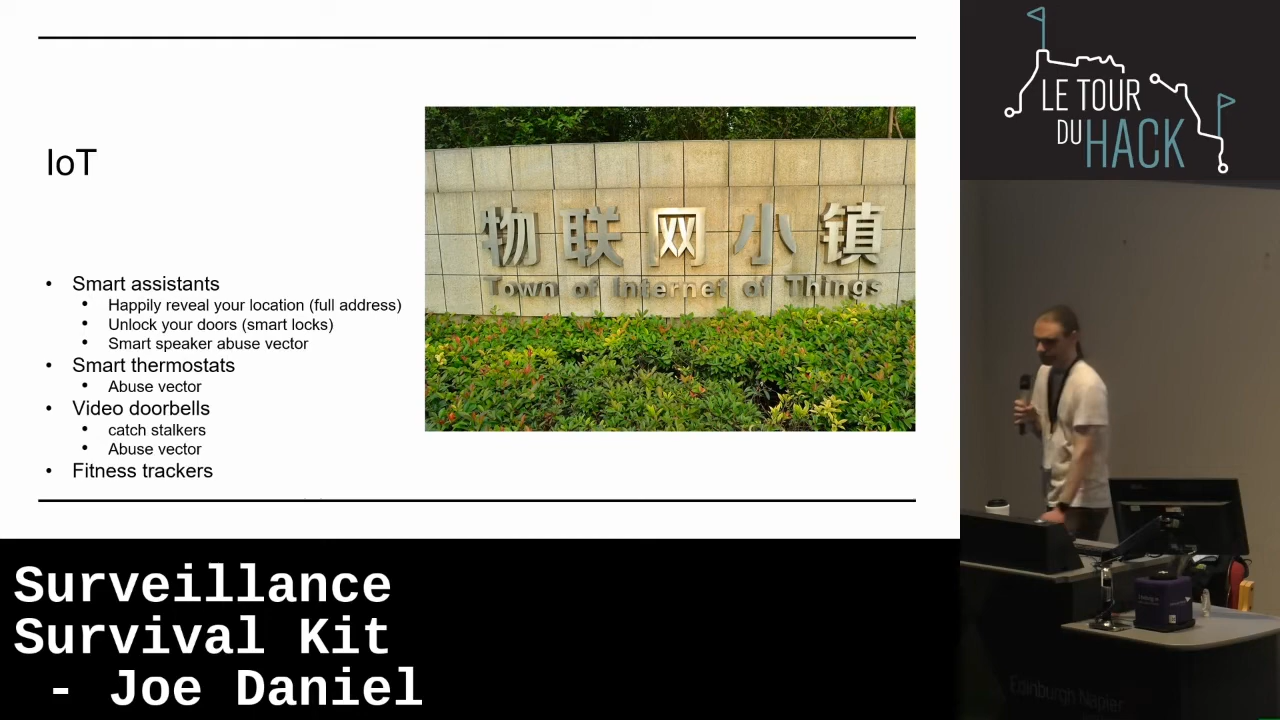 IoT
• Smart assistants
• Happily reveal your location (full address)
• Unlock your doors (smart locks)
• Smart speaker abuse vector
• Smart thermostats
• Abuse vector
• Video doorbells
• catch stalkers
• Abuse vector
• Fitness trackers
物联网小镇
Town of Internet of Things
LE TOUR
DU HACK
Surveillance
Survival Kit
- Joe Daniel
Edinburgh Napier